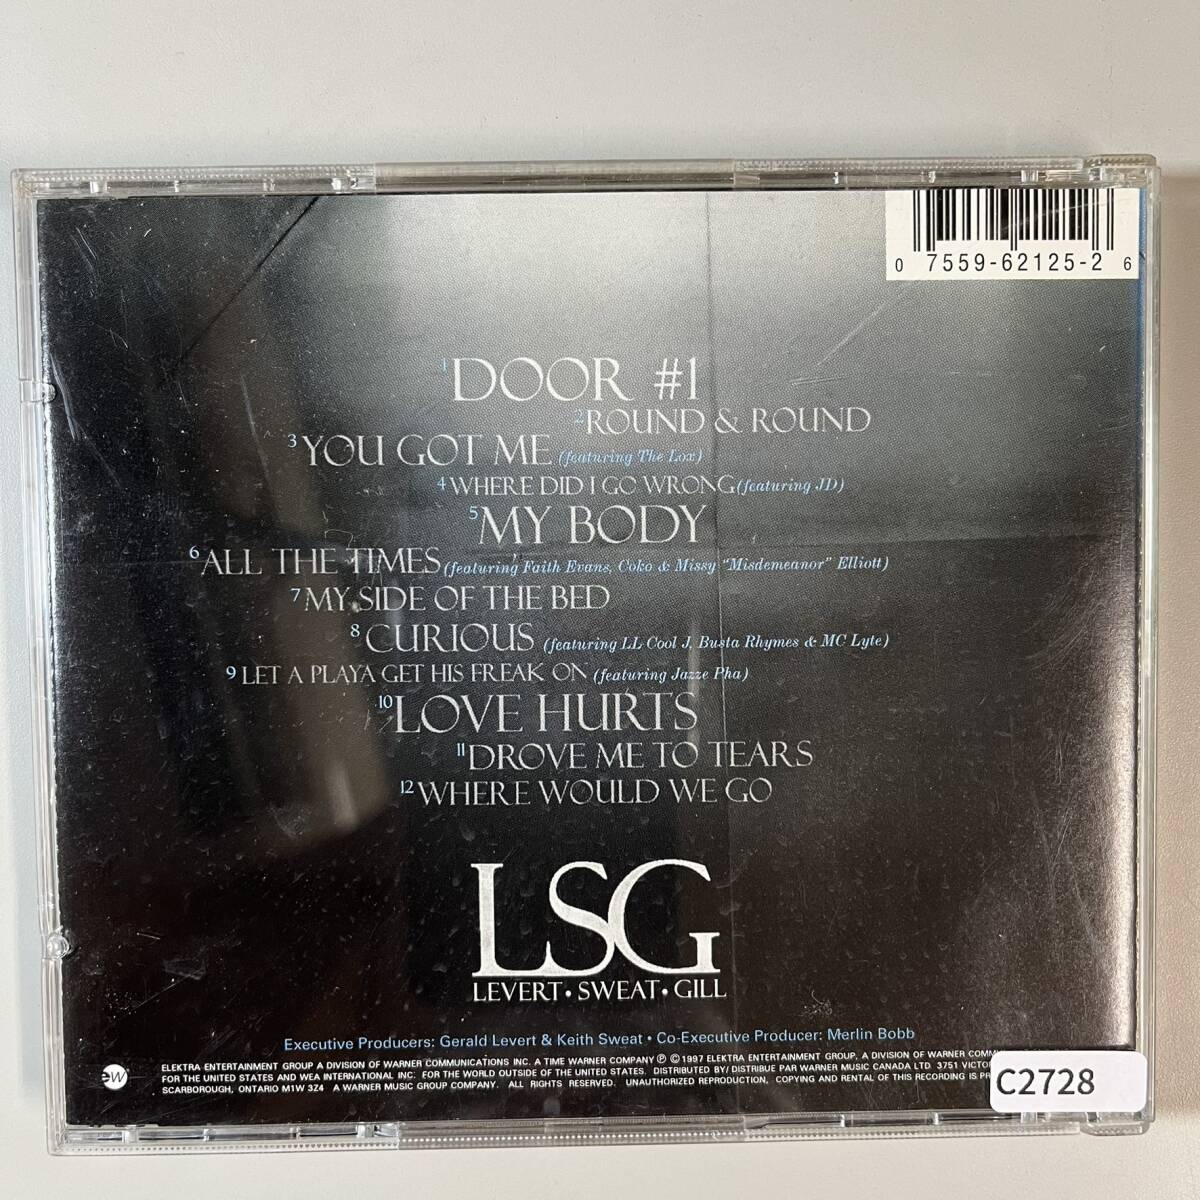 0 7559-62125-2 6
1 DOOR #1
2 ROUND & ROUND
3 YOU GOT ME (featuring The Lox)
4 WHERE DID I GO WRONG (featuring JD)
5 MY BODY
6 ALL THE TIMES (featuring Faith Evans, Coko & Missy "Misdemeanor" Elliott)
7 MY SIDE OF THE BED
8 CURIOUS (featuring LL Cool J, Busta Rhymes & MC Lyte)
9 LET A PLAYA GET HIS FREAK ON (featuring Jazze Pha)
10 LOVE HURTS
11 DROVE ME TO TEARS
12 WHERE WOULD WE GO
LSG
LEVERT • SWEAT • GILL
Executive Producers: Gerald Levert & Keith Sweat • Co-Executive Producer: Merlin Bobb
ew
ELEKTRA ENTERTAINMENT GROUP A DIVISION OF WARNER COMMUNICATIONS INC. A TIME WARNER COMPANY ℗ © 1997 ELEKTRA ENTERTAINMENT GROUP, A DIVISION OF WARNER
FOR THE UNITED STATES AND WEA INTERNATIONAL INC. FOR THE WORLD OUTSIDE OF THE UNITED STATES. DISTRIBUTED BY/ DISTRIBUE PAR WARNER MUSIC CANADA LTD. 3751
SCARBOROUGH, ONTARIO M1W 3Z4 A WARNER MUSIC GROUP COMPANY. ALL RIGHTS RESERVED. UNAUTHORIZED REPRODUCTION, COPYING AND RENTAL OF THIS RECORDING IS
C2728